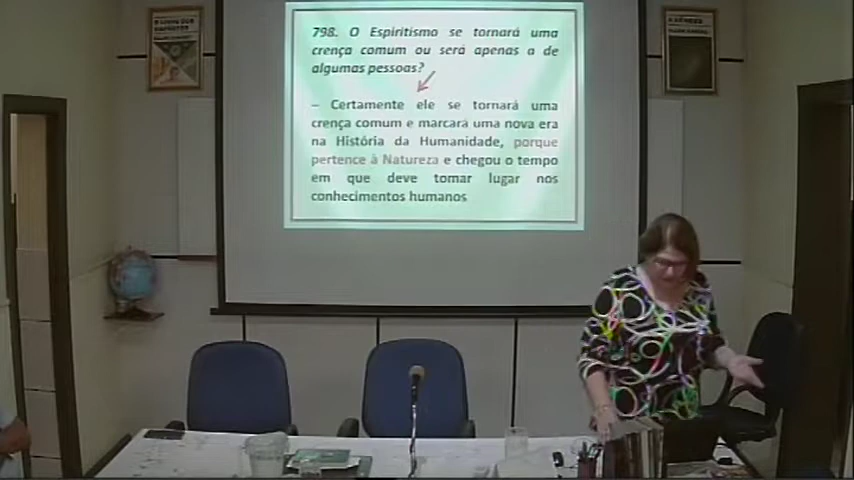 798. O Espiritismo se tornará uma
crença comum ou será apenas a de
algumas pessoas?
– Certamente ele se tornará uma
crença comum e marcará uma nova era
na História da Humanidade, porque
pertence à Natureza e chegou o tempo
em que deve tomar lugar nos
conhecimentos humanos